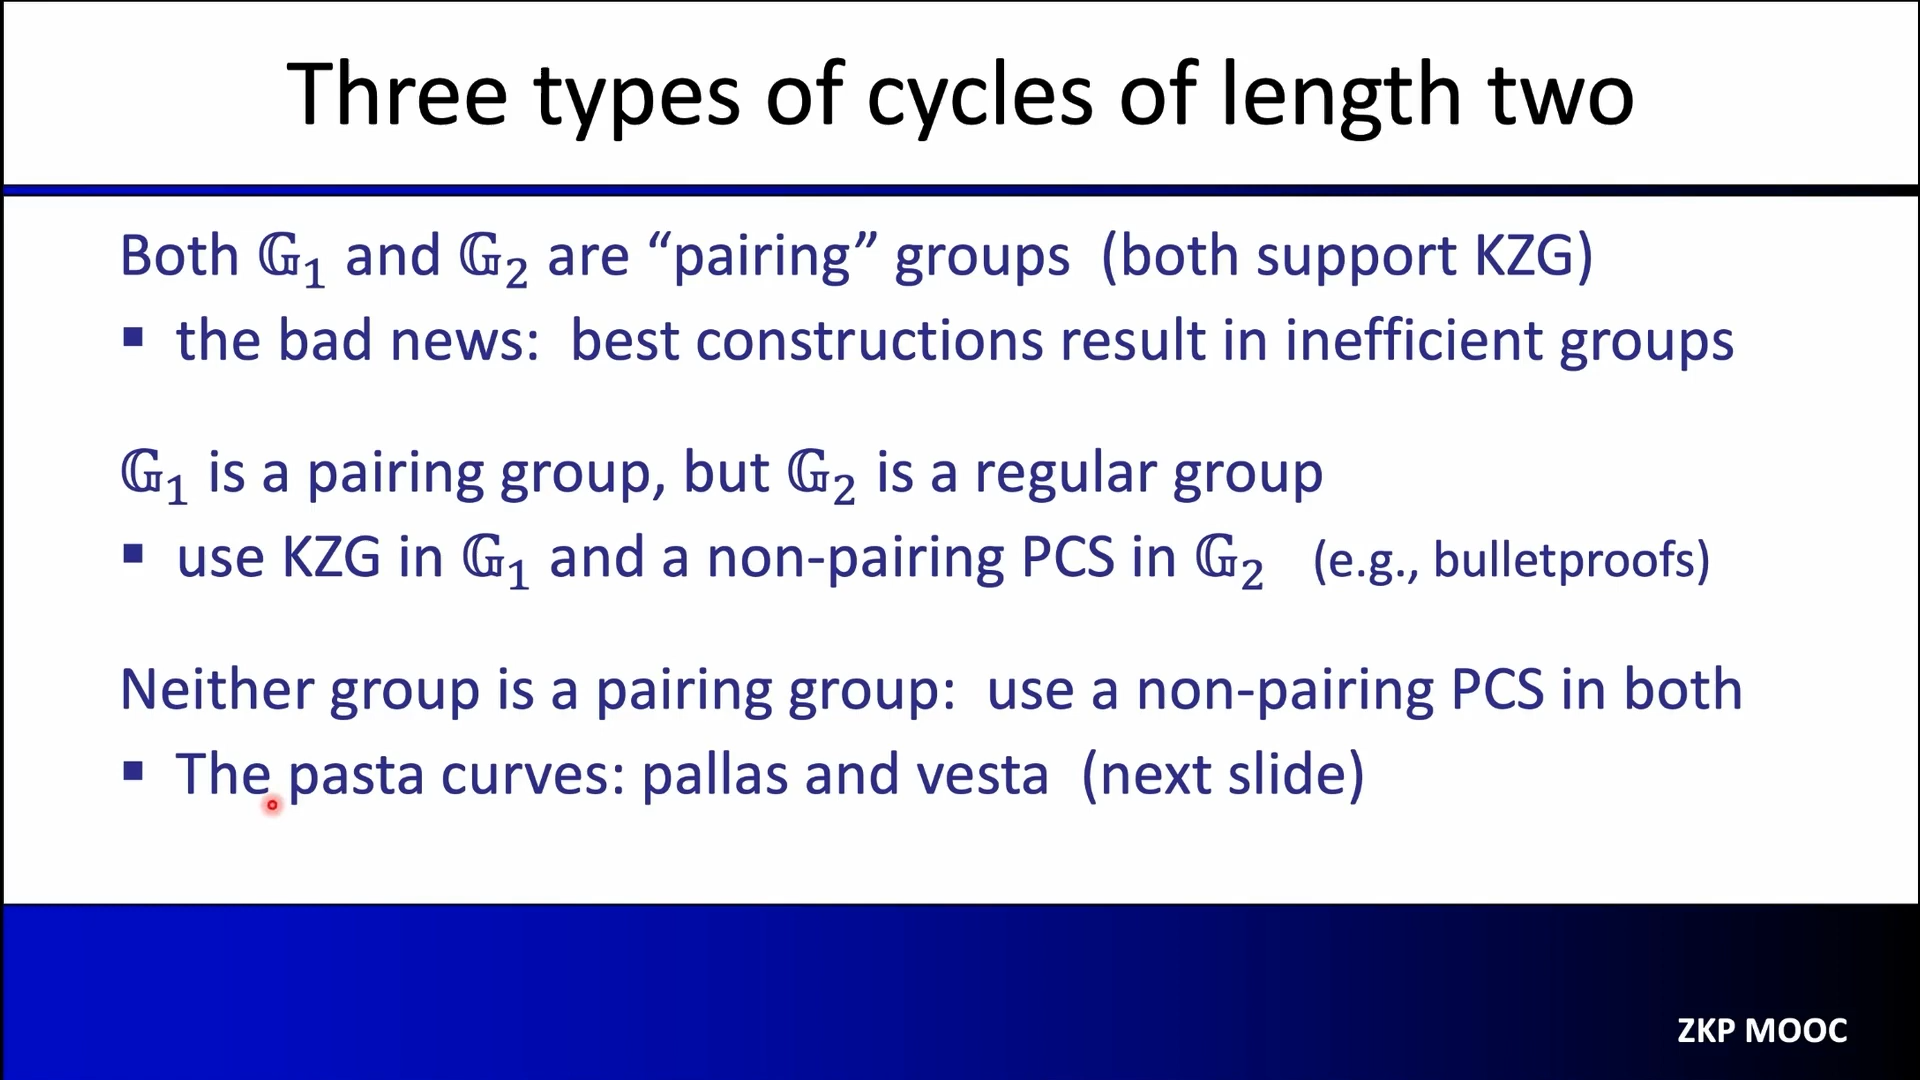 Three types of cycles of length two
Both 𝔾₁ and 𝔾₂ are “pairing” groups (both support KZG)
▪ the bad news: best constructions result in inefficient groups
𝔾₁ is a pairing group, but 𝔾₂ is a regular group
▪ use KZG in 𝔾₁ and a non-pairing PCS in 𝔾₂ (e.g., bulletproofs)
Neither group is a pairing group: use a non-pairing PCS in both
▪ The pasta curves: pallas and vesta (next slide)
ZKP MOOC